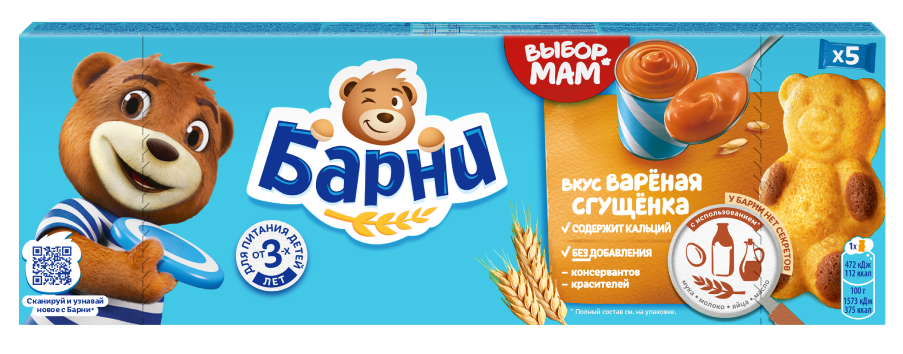 ВЫБОР
МАМ*
x5
Барни
ВКУС ВАРЁНАЯ
СГУЩЁНКА
✓ СОДЕРЖИТ КАЛЬЦИЙ
✓ БЕЗ ДОБАВЛЕНИЯ
– консервантов
– красителей
У БАРНИ НЕТ СЕКРЕТОВ
с использованием*
мука • молоко • яйца • масло
ДЛЯ ПИТАНИЯ ДЕТЕЙ
ОТ 3-Х
ЛЕТ
Сканируй и узнавай
новое с Барни*
1x
472 кДж
112 ккал
100 г
1573 кДж
375 ккал
* Полный состав см. на упаковке.